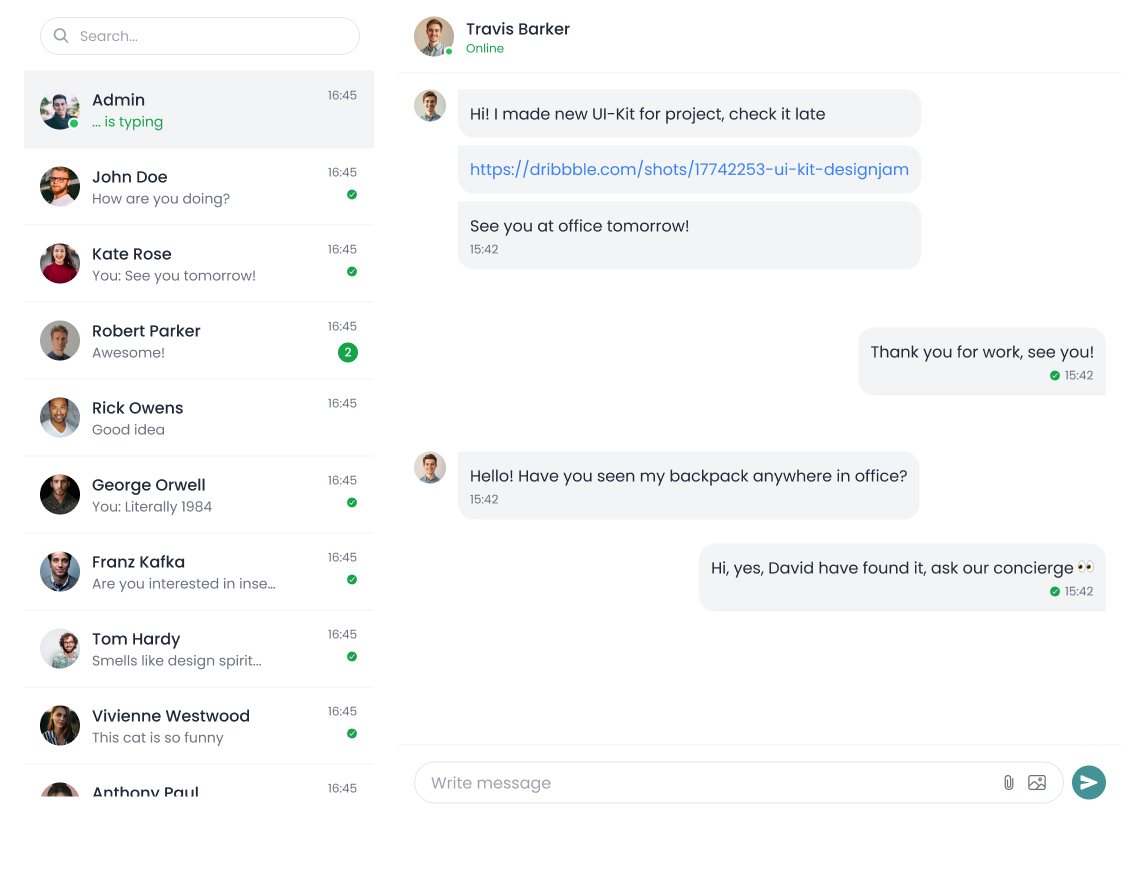 Search...
Admin
16:45
... is typing
John Doe
16:45
How are you doing?
Kate Rose
16:45
You: See you tomorrow!
Robert Parker
16:45
Awesome!
2
Rick Owens
16:45
Good idea
George Orwell
16:45
You: Literally 1984
Franz Kafka
16:45
Are you interested in inse...
Tom Hardy
16:45
Smells like design spirit...
Vivienne Westwood
16:45
This cat is so funny
Anthony Paul
16:45
Travis Barker
Online
Hi! I made new UI-Kit for project, check it late
https://dribbble.com/shots/17742253-ui-kit-designjam
See you at office tomorrow!
15:42
Thank you for work, see you!
15:42
Hello! Have you seen my backpack anywhere in office?
15:42
Hi, yes, David have found it, ask our concierge 👀
15:42
Write message